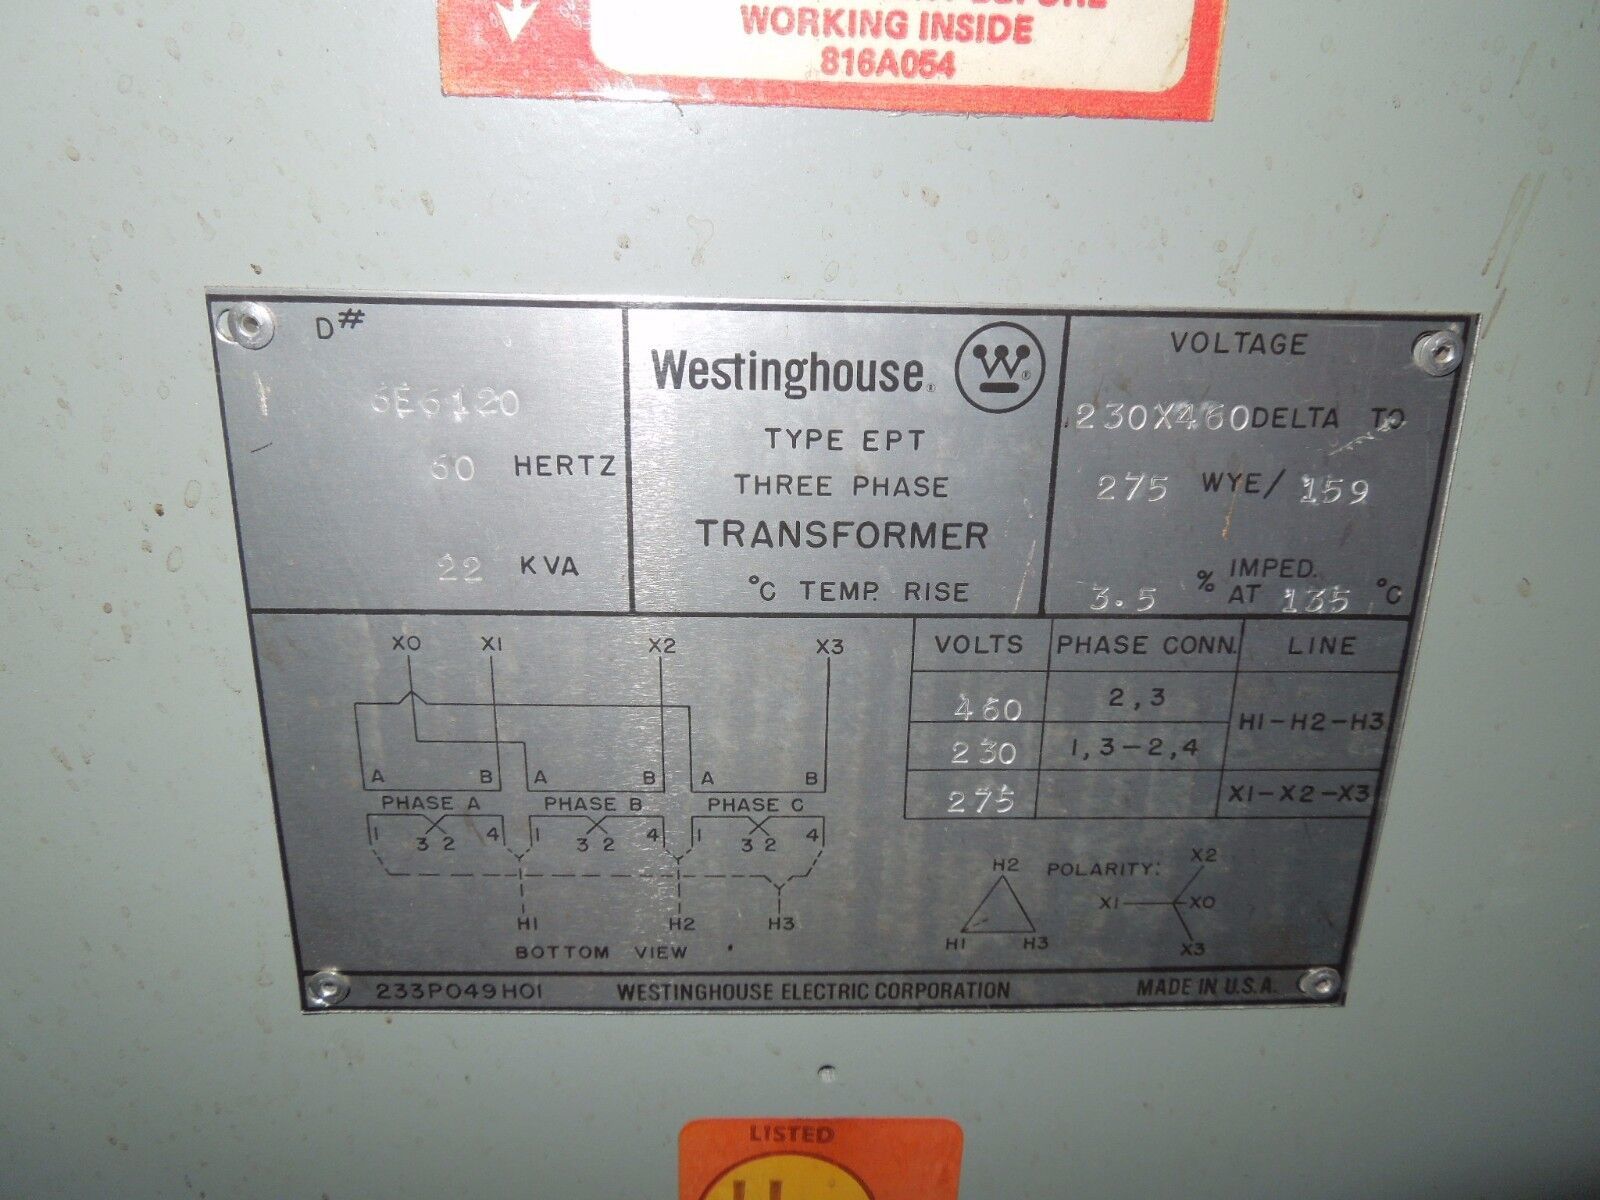 WORKING INSIDE
816A054
D#
6E6120
60 HERTZ
22 KVA
Westinghouse
W
TYPE EPT
THREE PHASE
TRANSFORMER
°C TEMP. RISE
VOLTAGE
230X460 DELTA TO
275 WYE/ 159
3.5 % IMPED. AT 135 °C
X0 X1 X2 X3
A B A B A B
PHASE A PHASE B PHASE C
1 3 2 4 1 3 2 4 1 3 2 4
H1 H2 H3
BOTTOM VIEW
VOLTS PHASE CONN. LINE
460 2,3 H1-H2-H3
230 1,3-2,4
275 X1-X2-X3
POLARITY:
H2
H1 H3
X2
X1 X0
X3
233P049H01 WESTINGHOUSE ELECTRIC CORPORATION MADE IN U.S.A.
LISTED